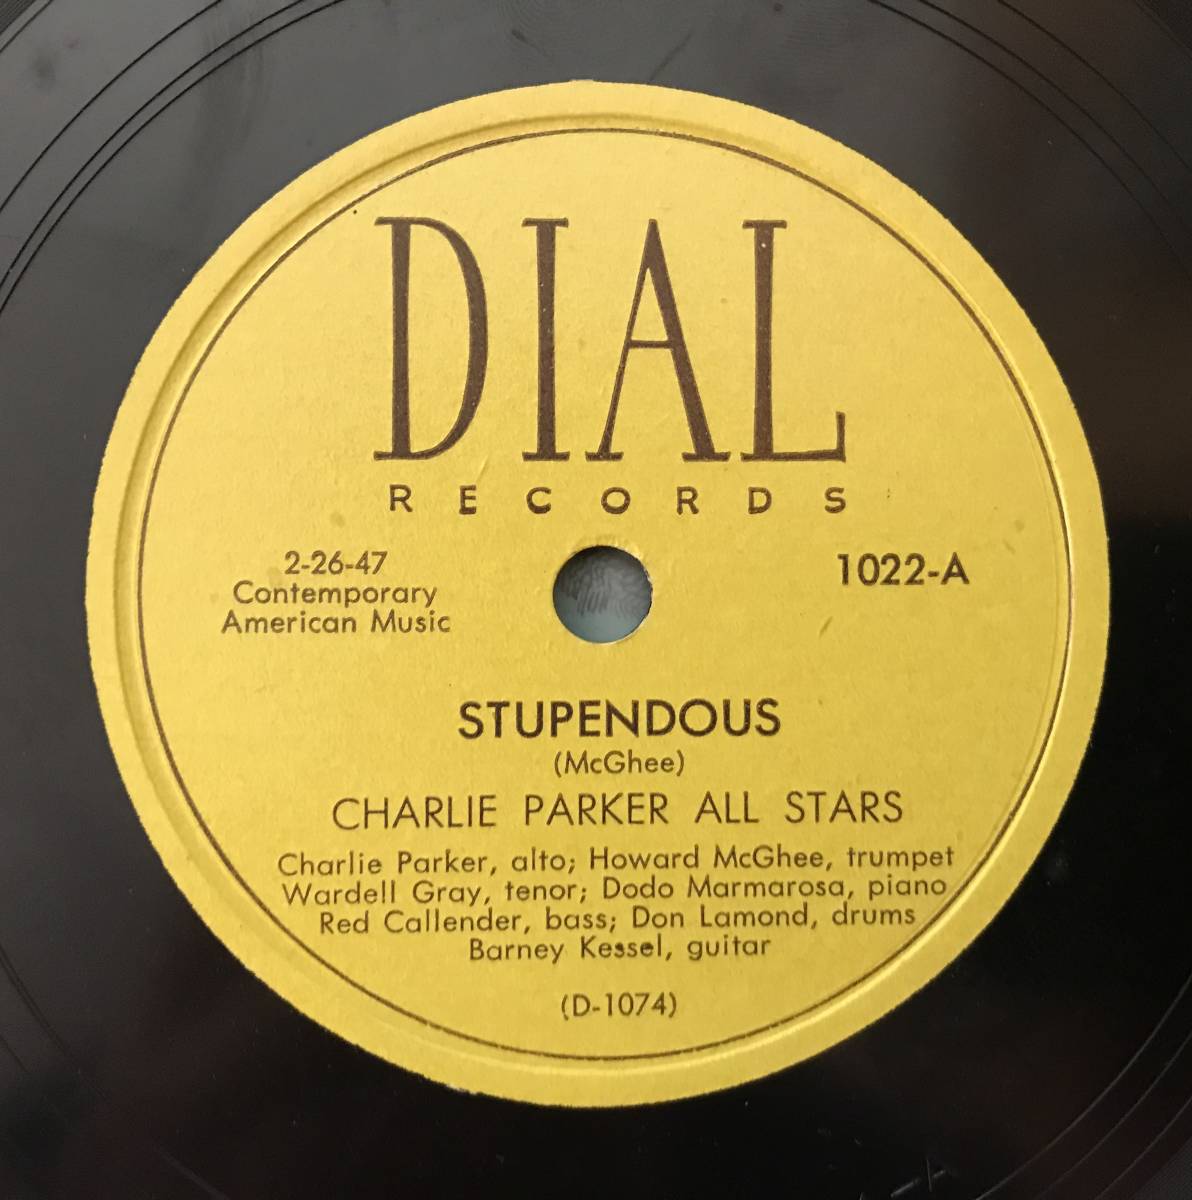 DIAL
RECORDS
2-26-47
Contemporary
American Music
1022-A
STUPENDOUS
(McGhee)
CHARLIE PARKER ALL STARS
Charlie Parker, alto; Howard McGhee, trumpet
Wardell Gray, tenor; Dodo Marmarosa, piano
Red Callender, bass; Don Lamond, drums
Barney Kessel, guitar
(D-1074)